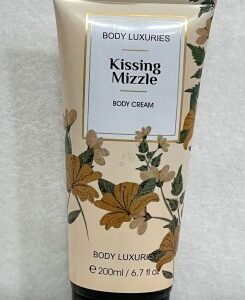 BODY LUXURIES
Kissing
Mizzle
BODY CREAM
BODY LUXURIES
e 200ml / 6.7 fl oz